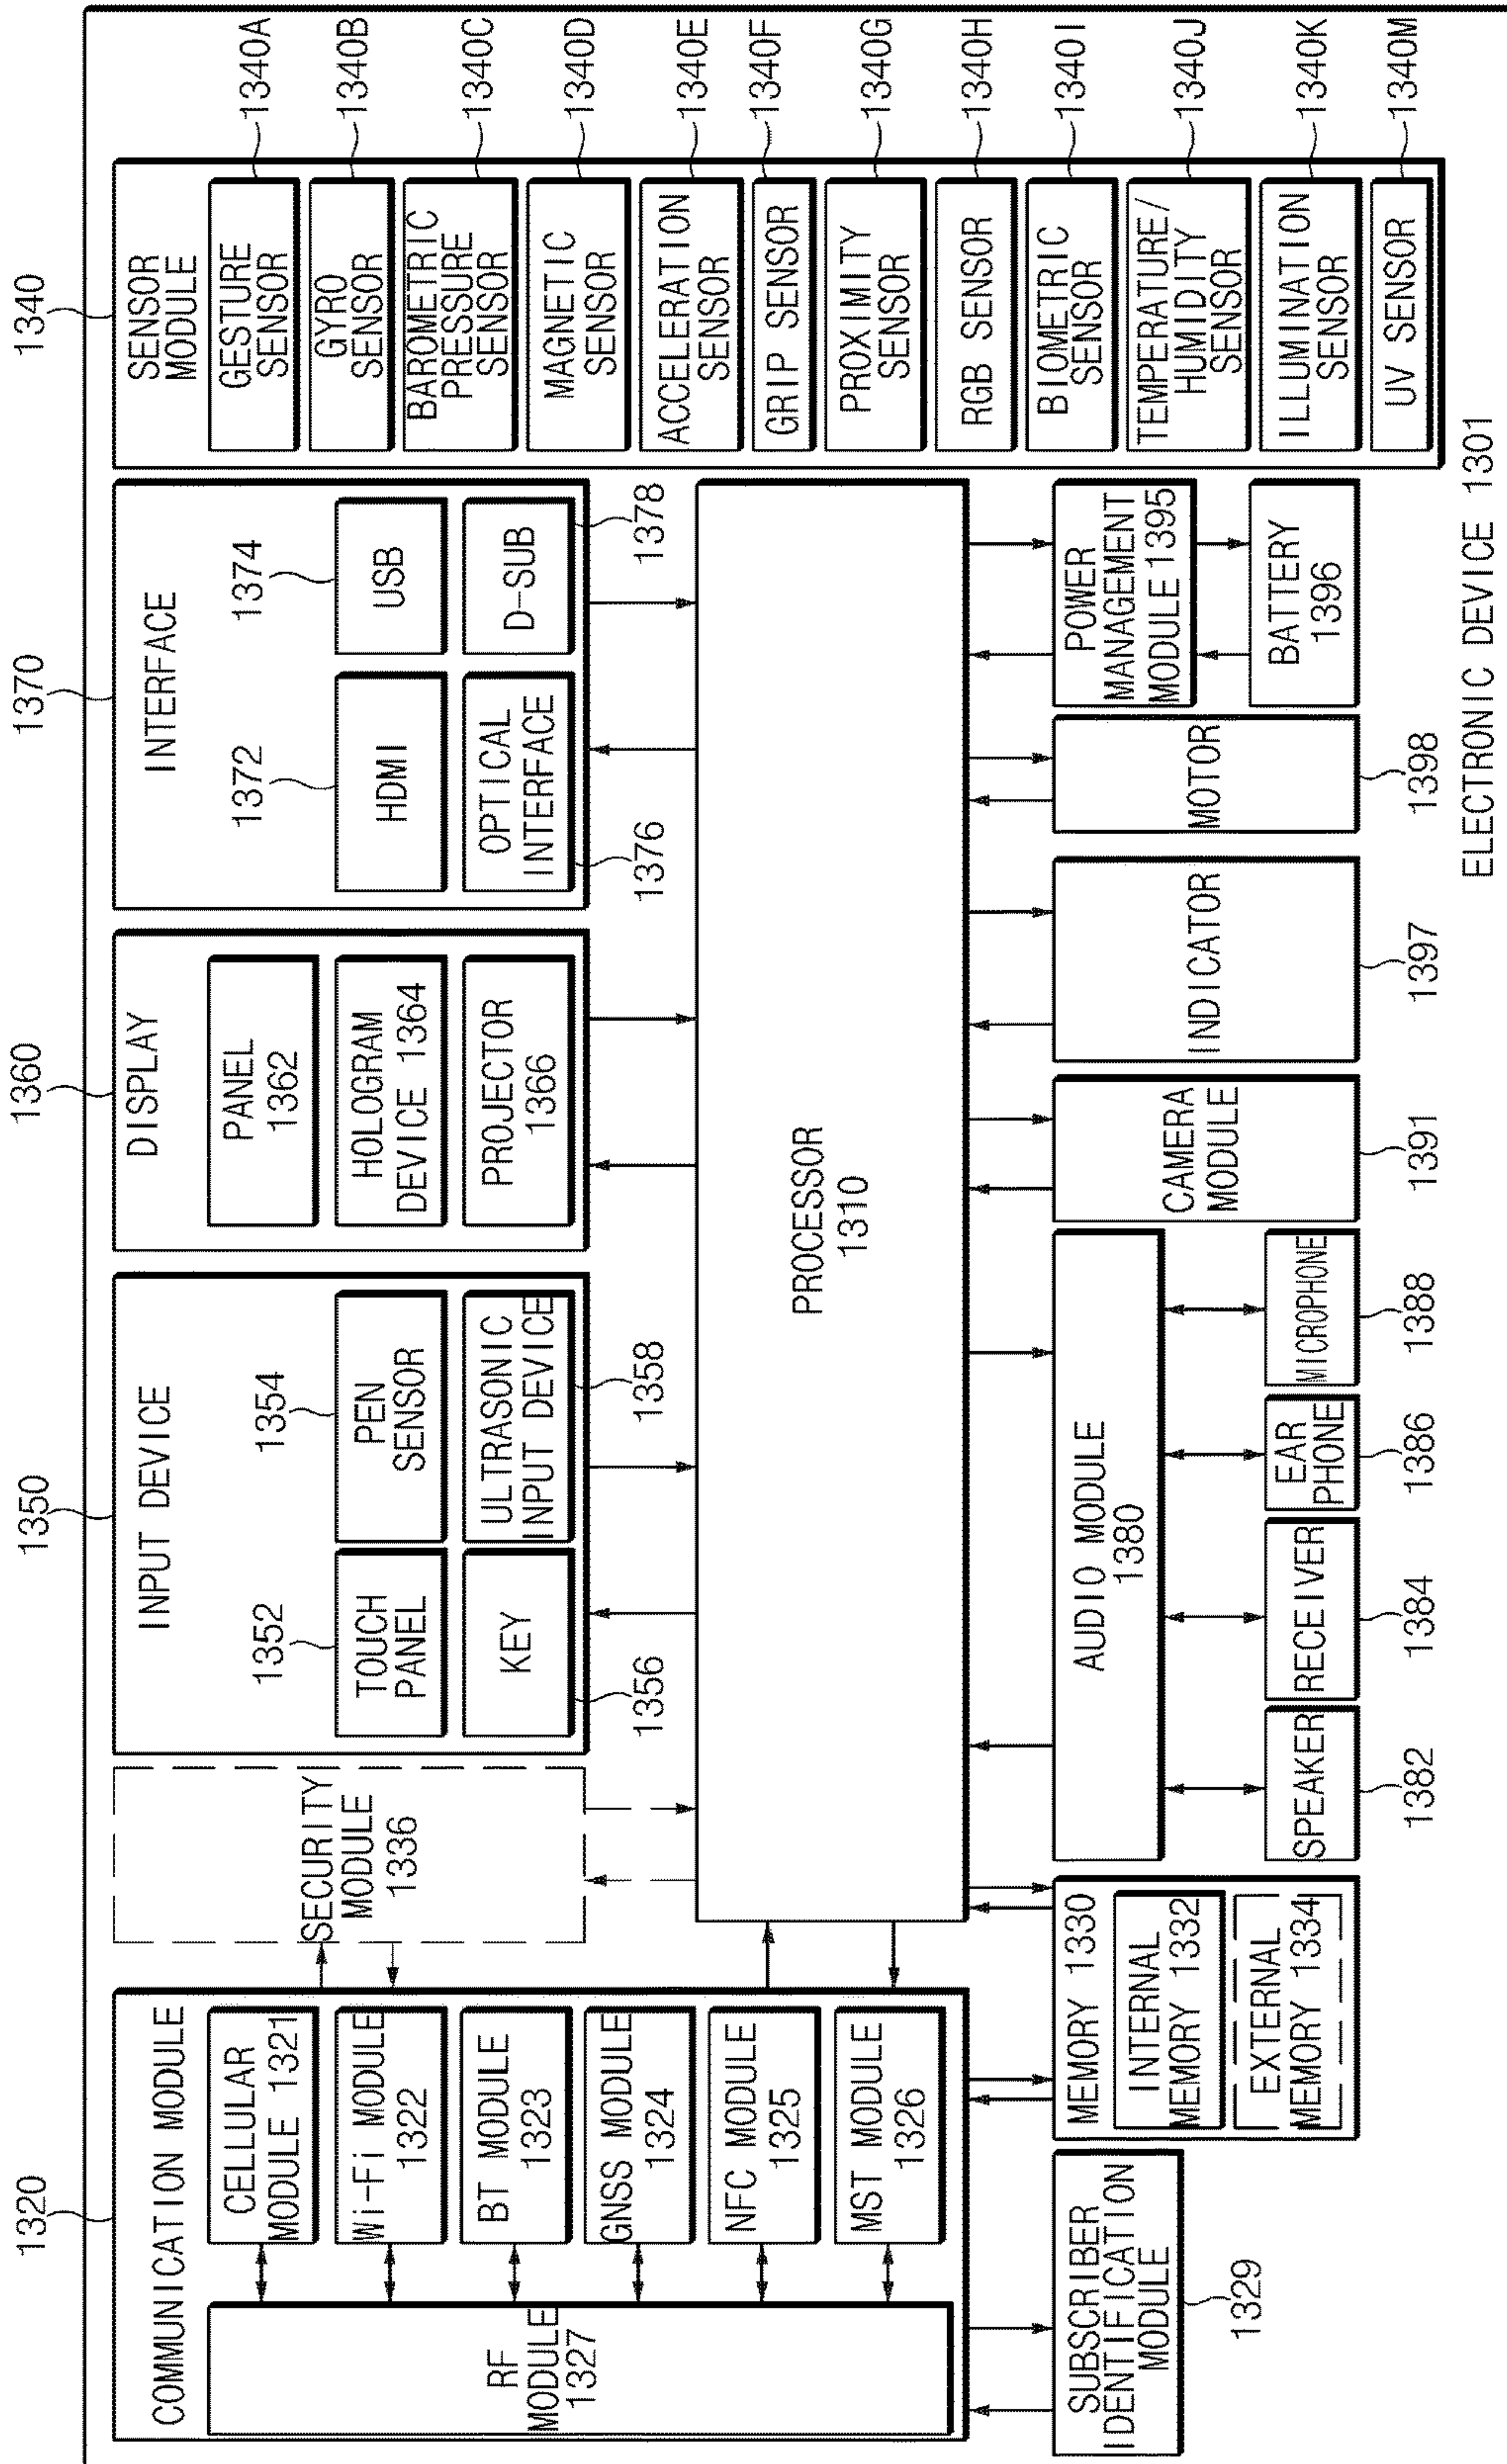 1320
COMMUNICATION MODULE
CELLULAR
MODULE 1321
Wi-Fi MODULE
1322
BT MODULE
1323
GNSS MODULE
1324
NFC MODULE
1325
MST MODULE
1326
RF
MODULE
1327
SECURITY
MODULE
1336
1350
INPUT DEVICE
1352
TOUCH
PANEL
1354
PEN
SENSOR
KEY
1356
ULTRASONIC
INPUT DEVICE
1358
1360
DISPLAY
PANEL
1362
HOLOGRAM
DEVICE 1364
PROJECTOR
1366
1370
INTERFACE
1372
HDMI
1374
USB
OPTICAL
INTERFACE
1376
D-SUB
1378
1340
SENSOR
MODULE
GESTURE
SENSOR
1340A
GYRO
SENSOR
1340B
BAROMETRIC
PRESSURE
SENSOR
1340C
MAGNETIC
SENSOR
1340D
ACCELERATION
SENSOR
1340E
GRIP SENSOR
1340F
PROXIMITY
SENSOR
1340G
RGB SENSOR
1340H
BIOMETRIC
SENSOR
1340I
TEMPERATURE/
HUMIDITY
SENSOR
1340J
ILLUMINATION
SENSOR
1340K
UV SENSOR
1340M
PROCESSOR
1310
SUBSCRIBER
IDENTIFICATION
MODULE
1329
MEMORY 1330
INTERNAL
MEMORY 1332
EXTERNAL
MEMORY 1334
AUDIO MODULE
1380
SPEAKER
1382
RECEIVER
1384
EAR
PHONE
1386
MICROPHONE
1388
CAMERA
MODULE
1391
INDICATOR
1397
MOTOR
1398
POWER
MANAGEMENT
MODULE 1395
BATTERY
1396
ELECTRONIC DEVICE 1301